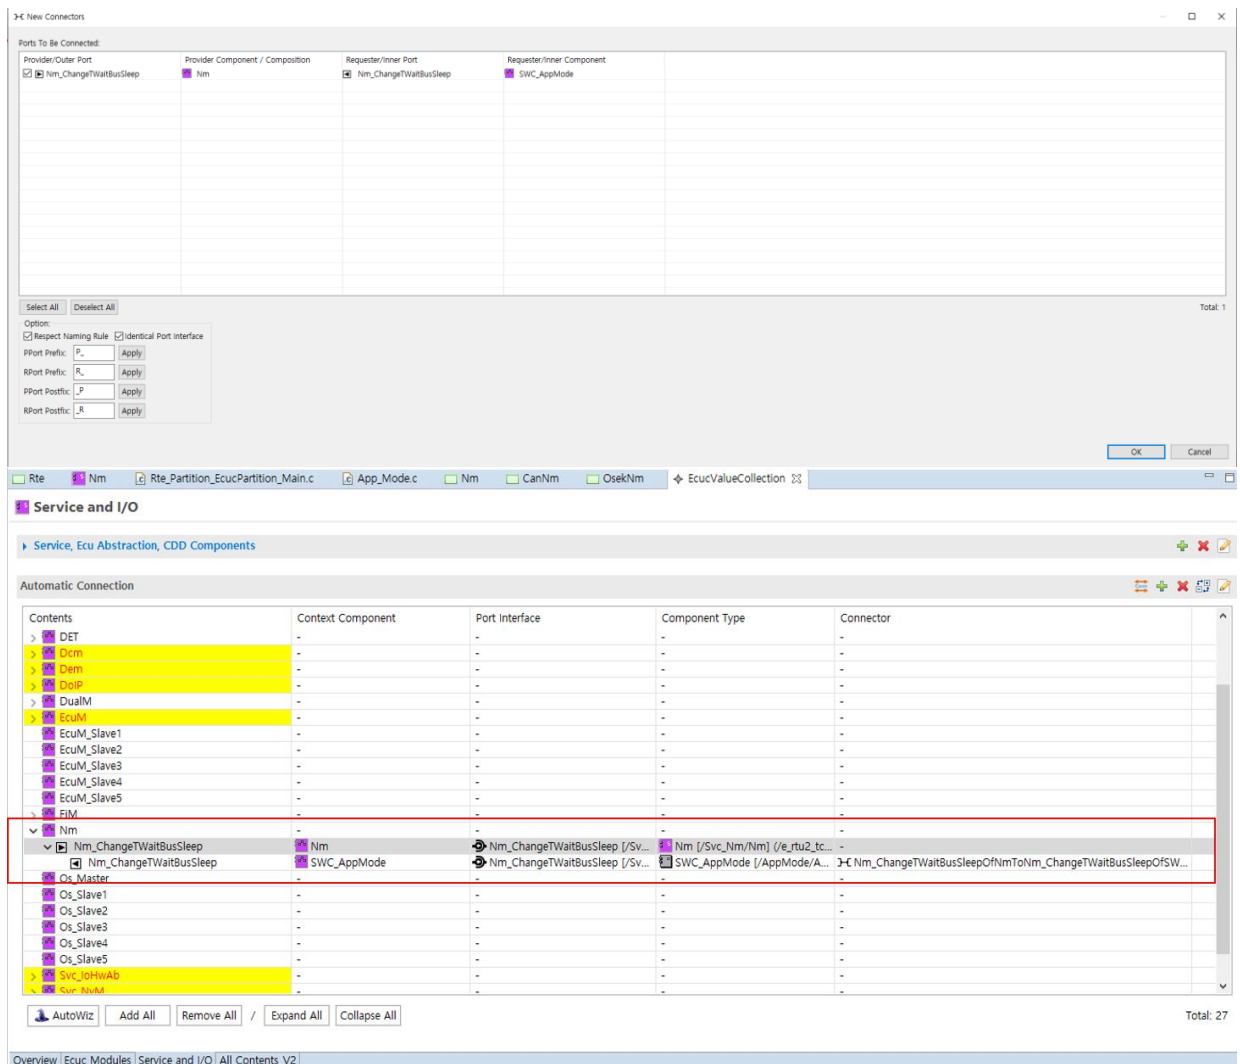 New Connectors
Ports To Be Connected:
Provider/Outer Port Provider Component / Composition Requester/Inner Port Requester/Inner Component
Nm_ChangeTWaitBusSleep Nm Nm_ChangeTWaitBusSleep SWC_AppMode
Select All Deselect All Total: 1
Option:
Respect Naming Rule Identical Port Interface
PPort Prefix: P_ Apply
RPort Prefix: R_ Apply
PPort Postfix: _P Apply
RPort Postfix: _R Apply
OK Cancel
Rte Nm Rte_Partition_EcucPartition_Main.c App_Mode.c Nm CanNm OsekNm EcucValueCollection
Service and I/O
Service, Ecu Abstraction, CDD Components
Automatic Connection
Contents Context Component Port Interface Component Type Connector
DET - - - -
Dcm - - - -
Dem - - - -
DoIP - - - -
DualM - - - -
EcuM - - - -
EcuM_Slave1 - - - -
EcuM_Slave2 - - - -
EcuM_Slave3 - - - -
EcuM_Slave4 - - - -
EcuM_Slave5 - - - -
FiM - - - -
Nm - - - -
Nm_ChangeTWaitBusSleep Nm Nm_ChangeTWaitBusSleep [/Sv... Nm [/Svc_Nm/Nm] (/e_rtu2_tc... -
Nm_ChangeTWaitBusSleep SWC_AppMode Nm_ChangeTWaitBusSleep [/Sv... SWC_AppMode [/AppMode/A... Nm_ChangeTWaitBusSleepOfNmToNm_ChangeTWaitBusSleepOfSW...
Os_Master - - - -
Os_Slave1 - - - -
Os_Slave2 - - - -
Os_Slave3 - - - -
Os_Slave4 - - - -
Os_Slave5 - - - -
Svc_IoHwAb - - - -
Svc_NvM - - - -
AutoWiz Add All Remove All / Expand All Collapse All Total: 27
Overview Ecuc Modules Service and I/O All Contents V2